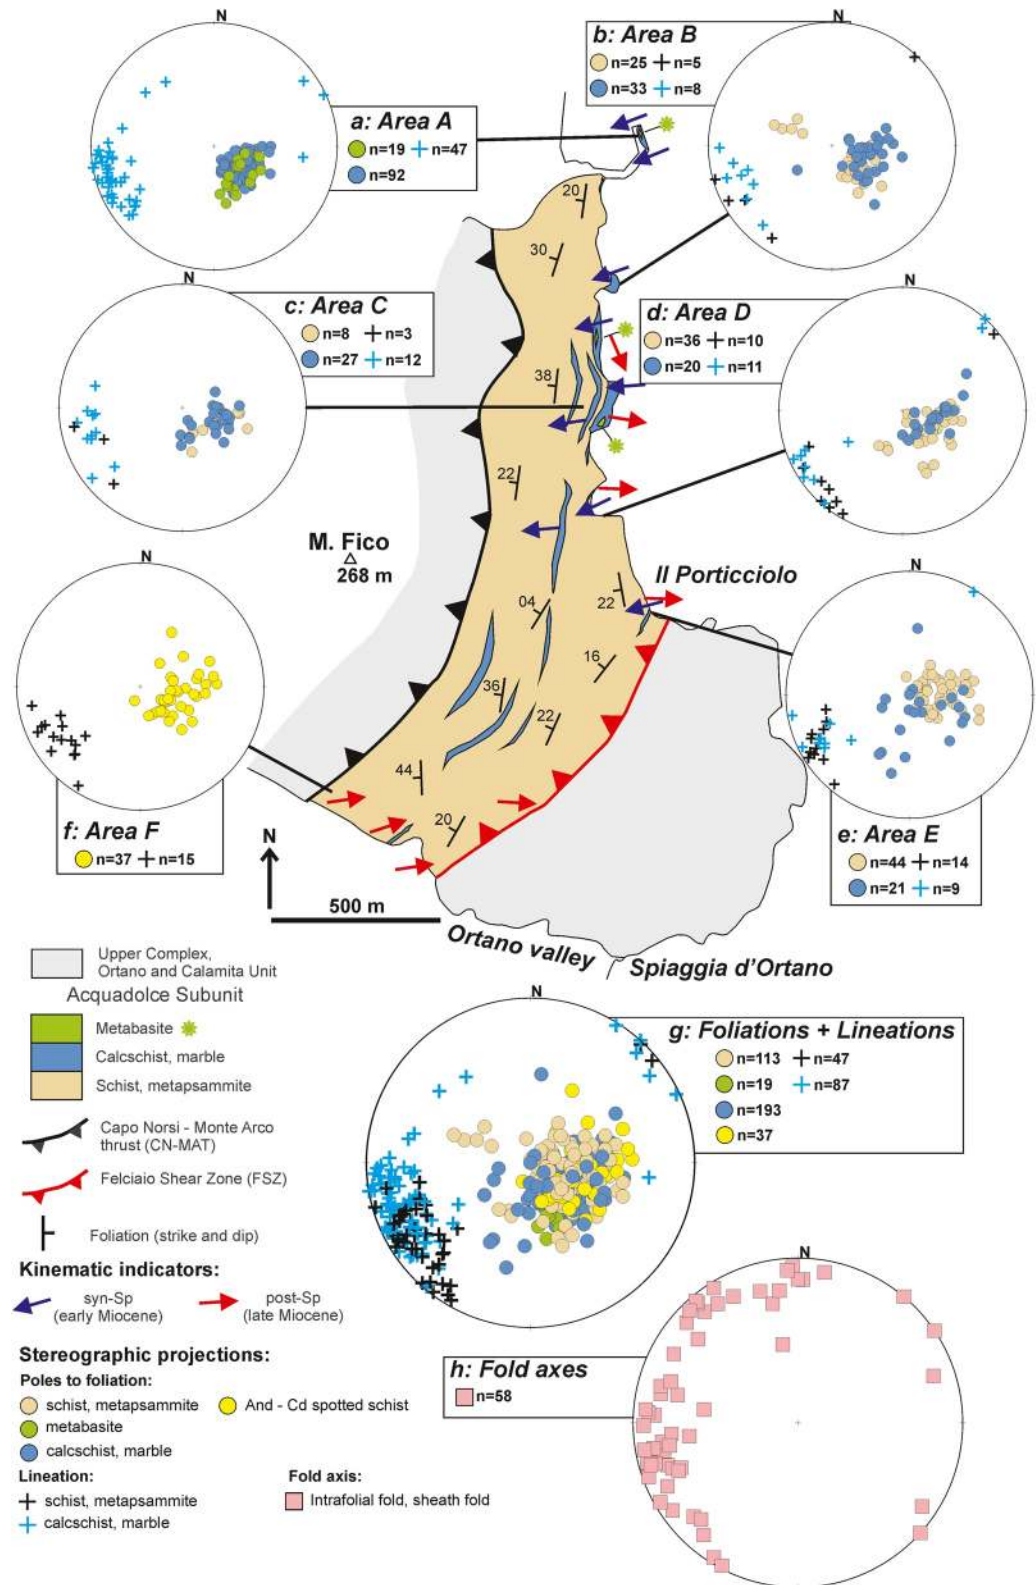 N
a: Area A
n=19 n=47
n=92
b: Area B
n=25 n=5
n=33 n=8
N
N
c: Area C
n=8 n=3
n=27 n=12
N
d: Area D
n=36 n=10
n=20 n=11
20
30
38
22
M. Fico
268 m
04
22
16
36
22
44
20
Il Porticciolo
N
f: Area F
n=37 n=15
N
e: Area E
n=44 n=14
n=21 n=9
N
500 m
Ortano valley
Spiaggia d'Ortano
Upper Complex,
Ortano and Calamita Unit
Acquadolce Subunit
Metabasite
Calcschist, marble
Schist, metapsammite
Capo Norsi - Monte Arco
thrust (CN-MAT)
Felciaio Shear Zone (FSZ)
Foliation (strike and dip)
Kinematic indicators:
syn-Sp
(early Miocene)
post-Sp
(late Miocene)
Stereographic projections:
Poles to foliation:
schist, metapsammite
And - Cd spotted schist
metabasite
calcschist, marble
Lineation:
schist, metapsammite
calcschist, marble
Fold axis:
Intrafolial fold, sheath fold
N
g: Foliations + Lineations
n=113 n=47
n=19 n=87
n=193
n=37
N
h: Fold axes
n=58